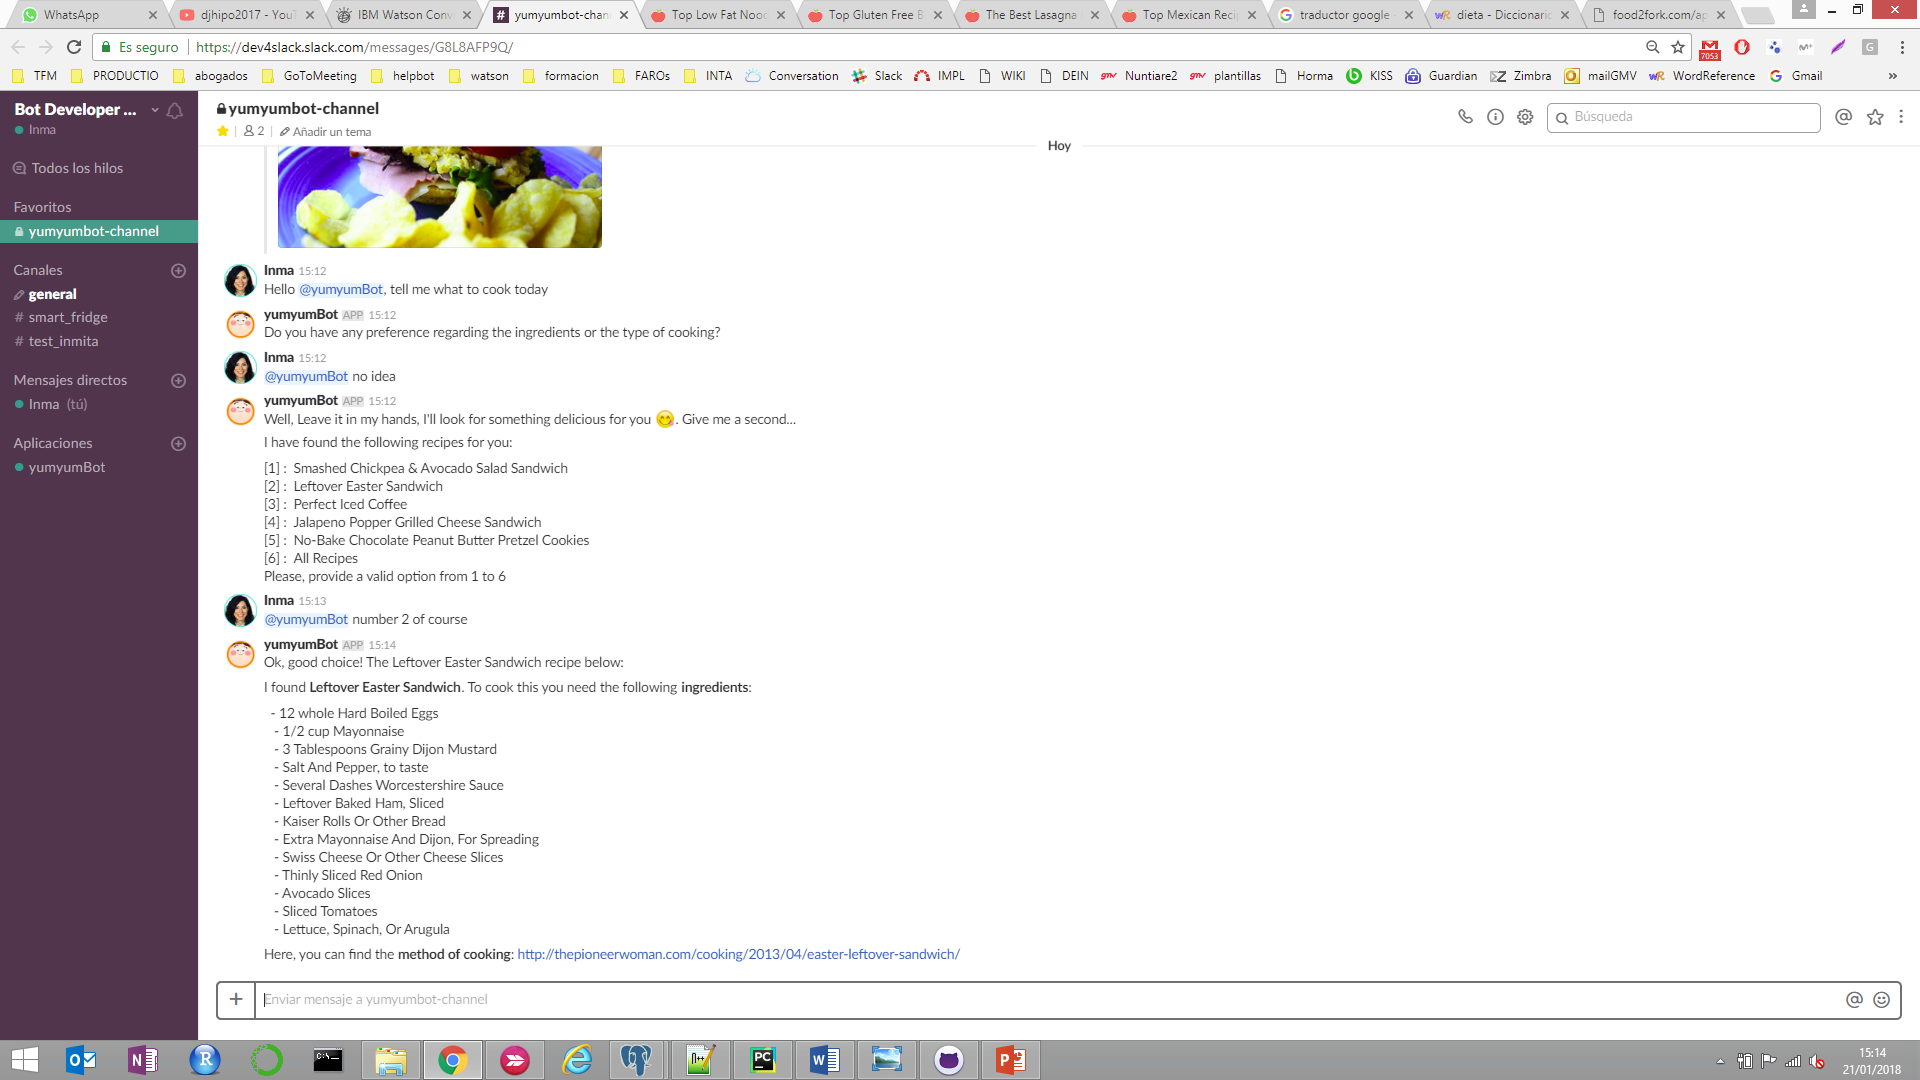 WhatsApp
djhipo2017 - YouT
IBM Watson Conv
yumyumbot-chan
Top Low Fat Nood
Top Gluten Free B
The Best Lasagna
Top Mexican Reci
traductor google -
dieta - Diccionario
food2fork.com/ap
Es seguro
https://dev4slack.slack.com/messages/G8L8AFP9Q/
7053
TFM
PRODUCTIO
abogados
GoToMeeting
helpbot
watson
formacion
FAROs
INTA
Conversation
Slack
IMPL
WIKI
DEIN
Nuntiare2
plantillas
Horma
KISS
Guardian
Zimbra
mailGMV
WordReference
Gmail
»
Bot Developer ...
Inma
Todos los hilos
Favoritos
yumyumbot-channel
Canales
general
# smart_fridge
# test_inmita
Mensajes directos
Inma (tú)
Aplicaciones
yumyumBot
yumyumbot-channel
2
Añadir un tema
Búsqueda
Hoy
Inma 15:12
Hello @yumyumBot, tell me what to cook today
yumyumBot APP 15:12
Do you have any preference regarding the ingredients or the type of cooking?
Inma 15:12
@yumyumBot no idea
yumyumBot APP 15:12
Well, Leave it in my hands, I'll look for something delicious for you 😋. Give me a second...
I have found the following recipes for you:
[1] : Smashed Chickpea & Avocado Salad Sandwich
[2] : Leftover Easter Sandwich
[3] : Perfect Iced Coffee
[4] : Jalapeno Popper Grilled Cheese Sandwich
[5] : No-Bake Chocolate Peanut Butter Pretzel Cookies
[6] : All Recipes
Please, provide a valid option from 1 to 6
Inma 15:13
@yumyumBot number 2 of course
yumyumBot APP 15:14
Ok, good choice! The Leftover Easter Sandwich recipe below:
I found Leftover Easter Sandwich. To cook this you need the following ingredients:
- 12 whole Hard Boiled Eggs
- 1/2 cup Mayonnaise
- 3 Tablespoons Grainy Dijon Mustard
- Salt And Pepper, to taste
- Several Dashes Worcestershire Sauce
- Leftover Baked Ham, Sliced
- Kaiser Rolls Or Other Bread
- Extra Mayonnaise And Dijon, For Spreading
- Swiss Cheese Or Other Cheese Slices
- Thinly Sliced Red Onion
- Avocado Slices
- Sliced Tomatoes
- Lettuce, Spinach, Or Arugula
Here, you can find the method of cooking: http://thepioneerwoman.com/cooking/2013/04/easter-leftover-sandwich/
Enviar mensaje a yumyumbot-channel
15:14
21/01/2018